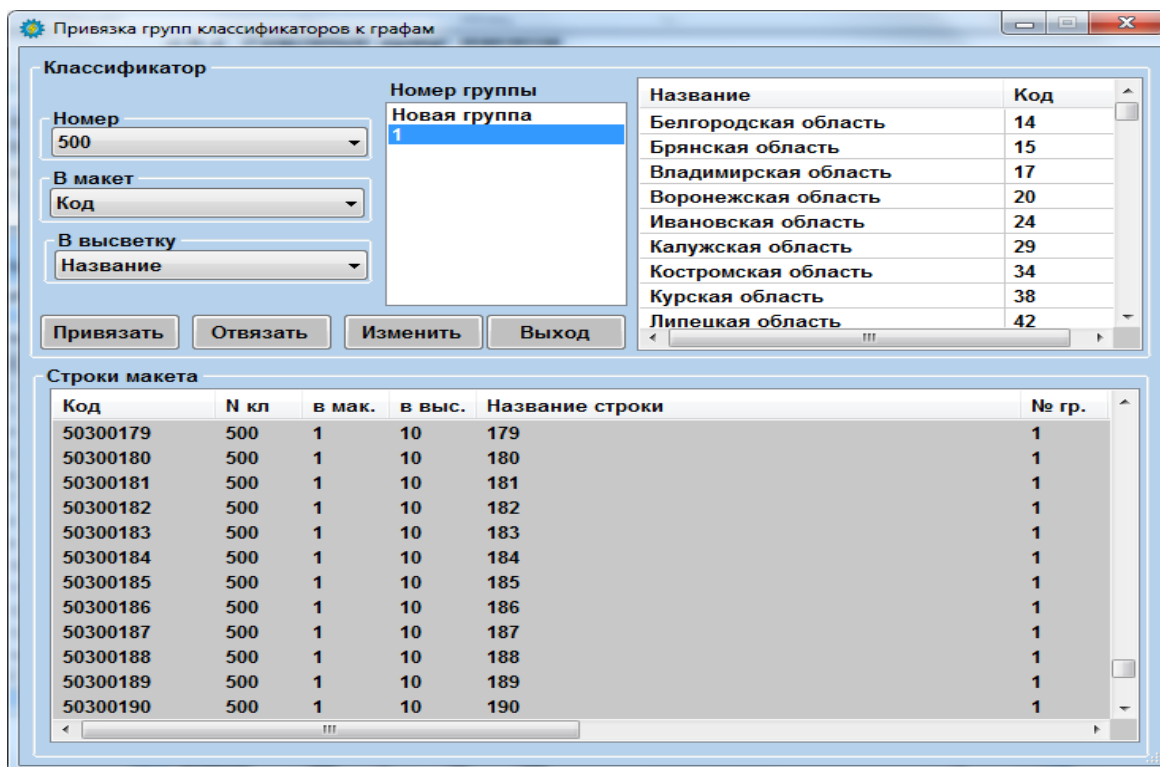 Привязка групп классификаторов к графам
Классификатор
Номер
500
В макет
Код
В высветку
Название
Номер группы
Новая группа
1
Название Код
Белгородская область 14
Брянская область 15
Владимирская область 17
Воронежская область 20
Ивановская область 24
Калужская область 29
Костромская область 34
Курская область 38
Липецкая область 42
Привязать Отвязать Изменить Выход
Строки макета
Код N кл в мак. в выс. Название строки № гр.
50300179 500 1 10 179 1
50300180 500 1 10 180 1
50300181 500 1 10 181 1
50300182 500 1 10 182 1
50300183 500 1 10 183 1
50300184 500 1 10 184 1
50300185 500 1 10 185 1
50300186 500 1 10 186 1
50300187 500 1 10 187 1
50300188 500 1 10 188 1
50300189 500 1 10 189 1
50300190 500 1 10 190 1